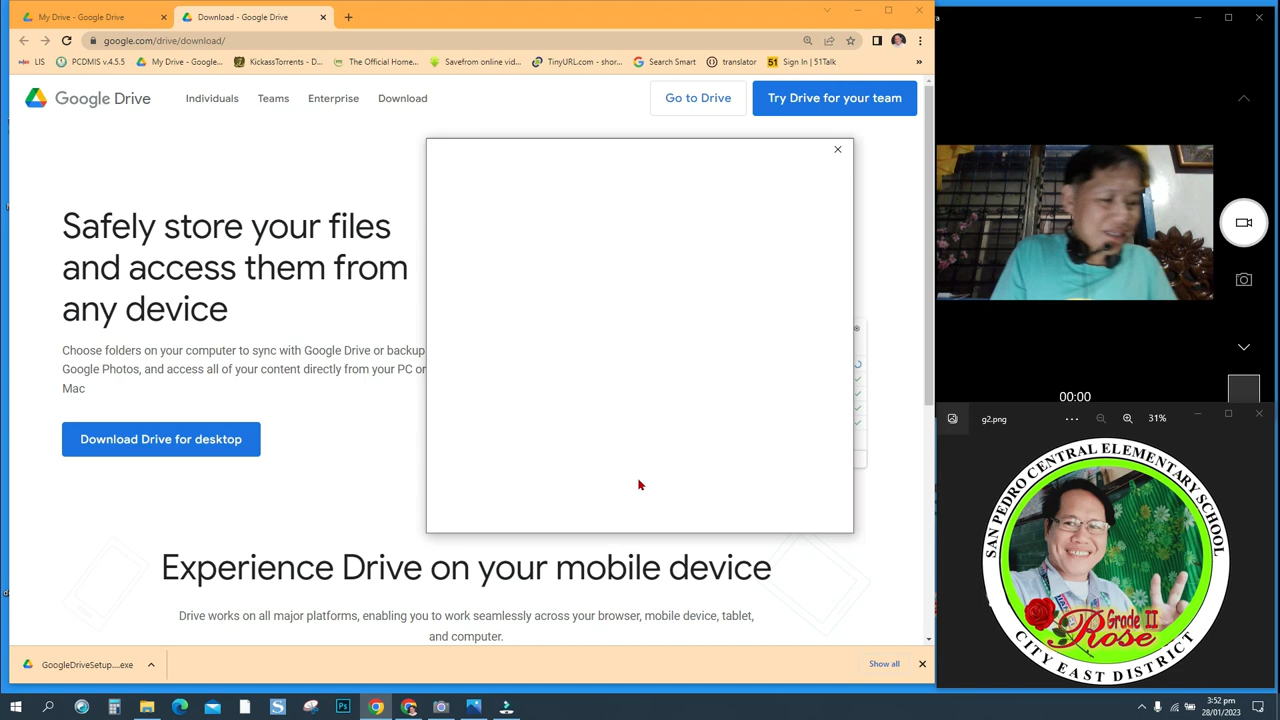 My Drive - Google Drive
Download - Google Drive
google.com/drive/download/
LIS
PCDMIS v.4.5.5
My Drive - Google...
KickassTorrents - D...
The Official Home...
Savefrom online vid...
TinyURL.com - shor...
Search Smart
translator
51 Sign In | 51Talk
»
Google Drive
Individuals
Teams
Enterprise
Download
Go to Drive
Try Drive for your team
Safely store your files
and access them from
any device
Choose folders on your computer to sync with Google Drive or backup
Google Photos, and access all of your content directly from your PC or
Mac
Download Drive for desktop
Experience Drive on your mobile device
Drive works on all major platforms, enabling you to work seamlessly across your browser, mobile device, tablet,
and computer.
GoogleDriveSetup....exe
Show all
a
00:00
g2.png
31%
SAN PEDRO CENTRAL ELEMENTARY SCHOOL
Grade II
Rose
CITY EAST DISTRICT
Ps
3:52 pm
28/01/2023